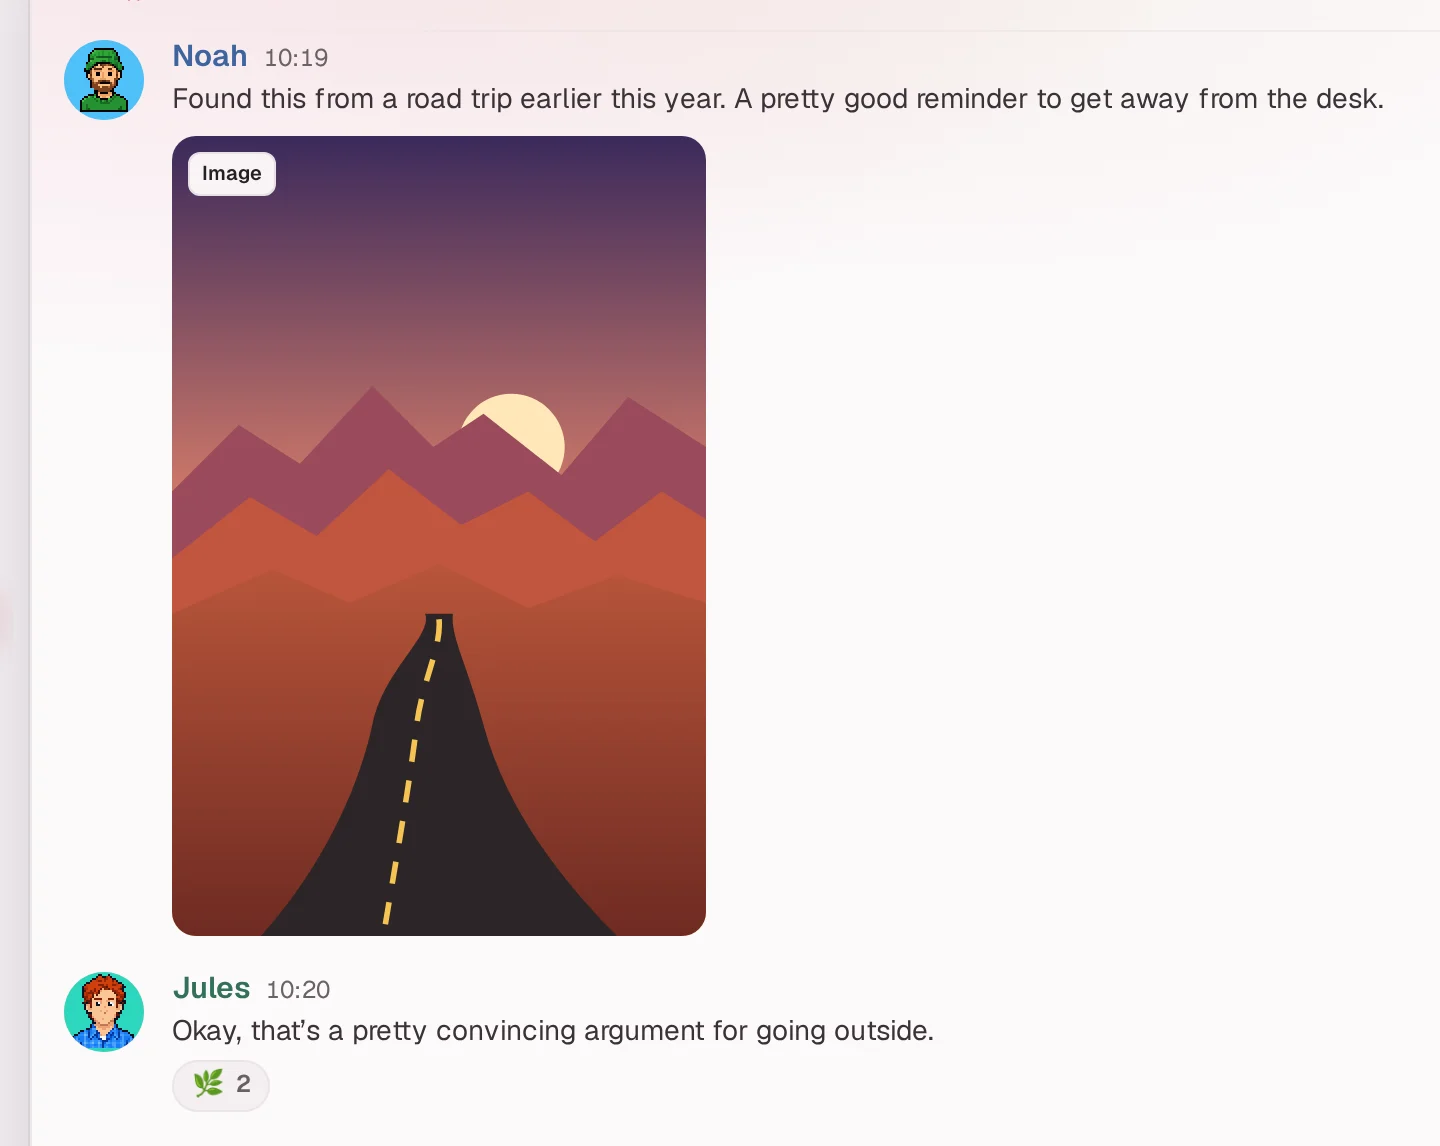 Noah 10:19
Found this from a road trip earlier this year. A pretty good reminder to get away from the desk.
Image
Jules 10:20
Okay, that’s a pretty convincing argument for going outside.
🌿 2